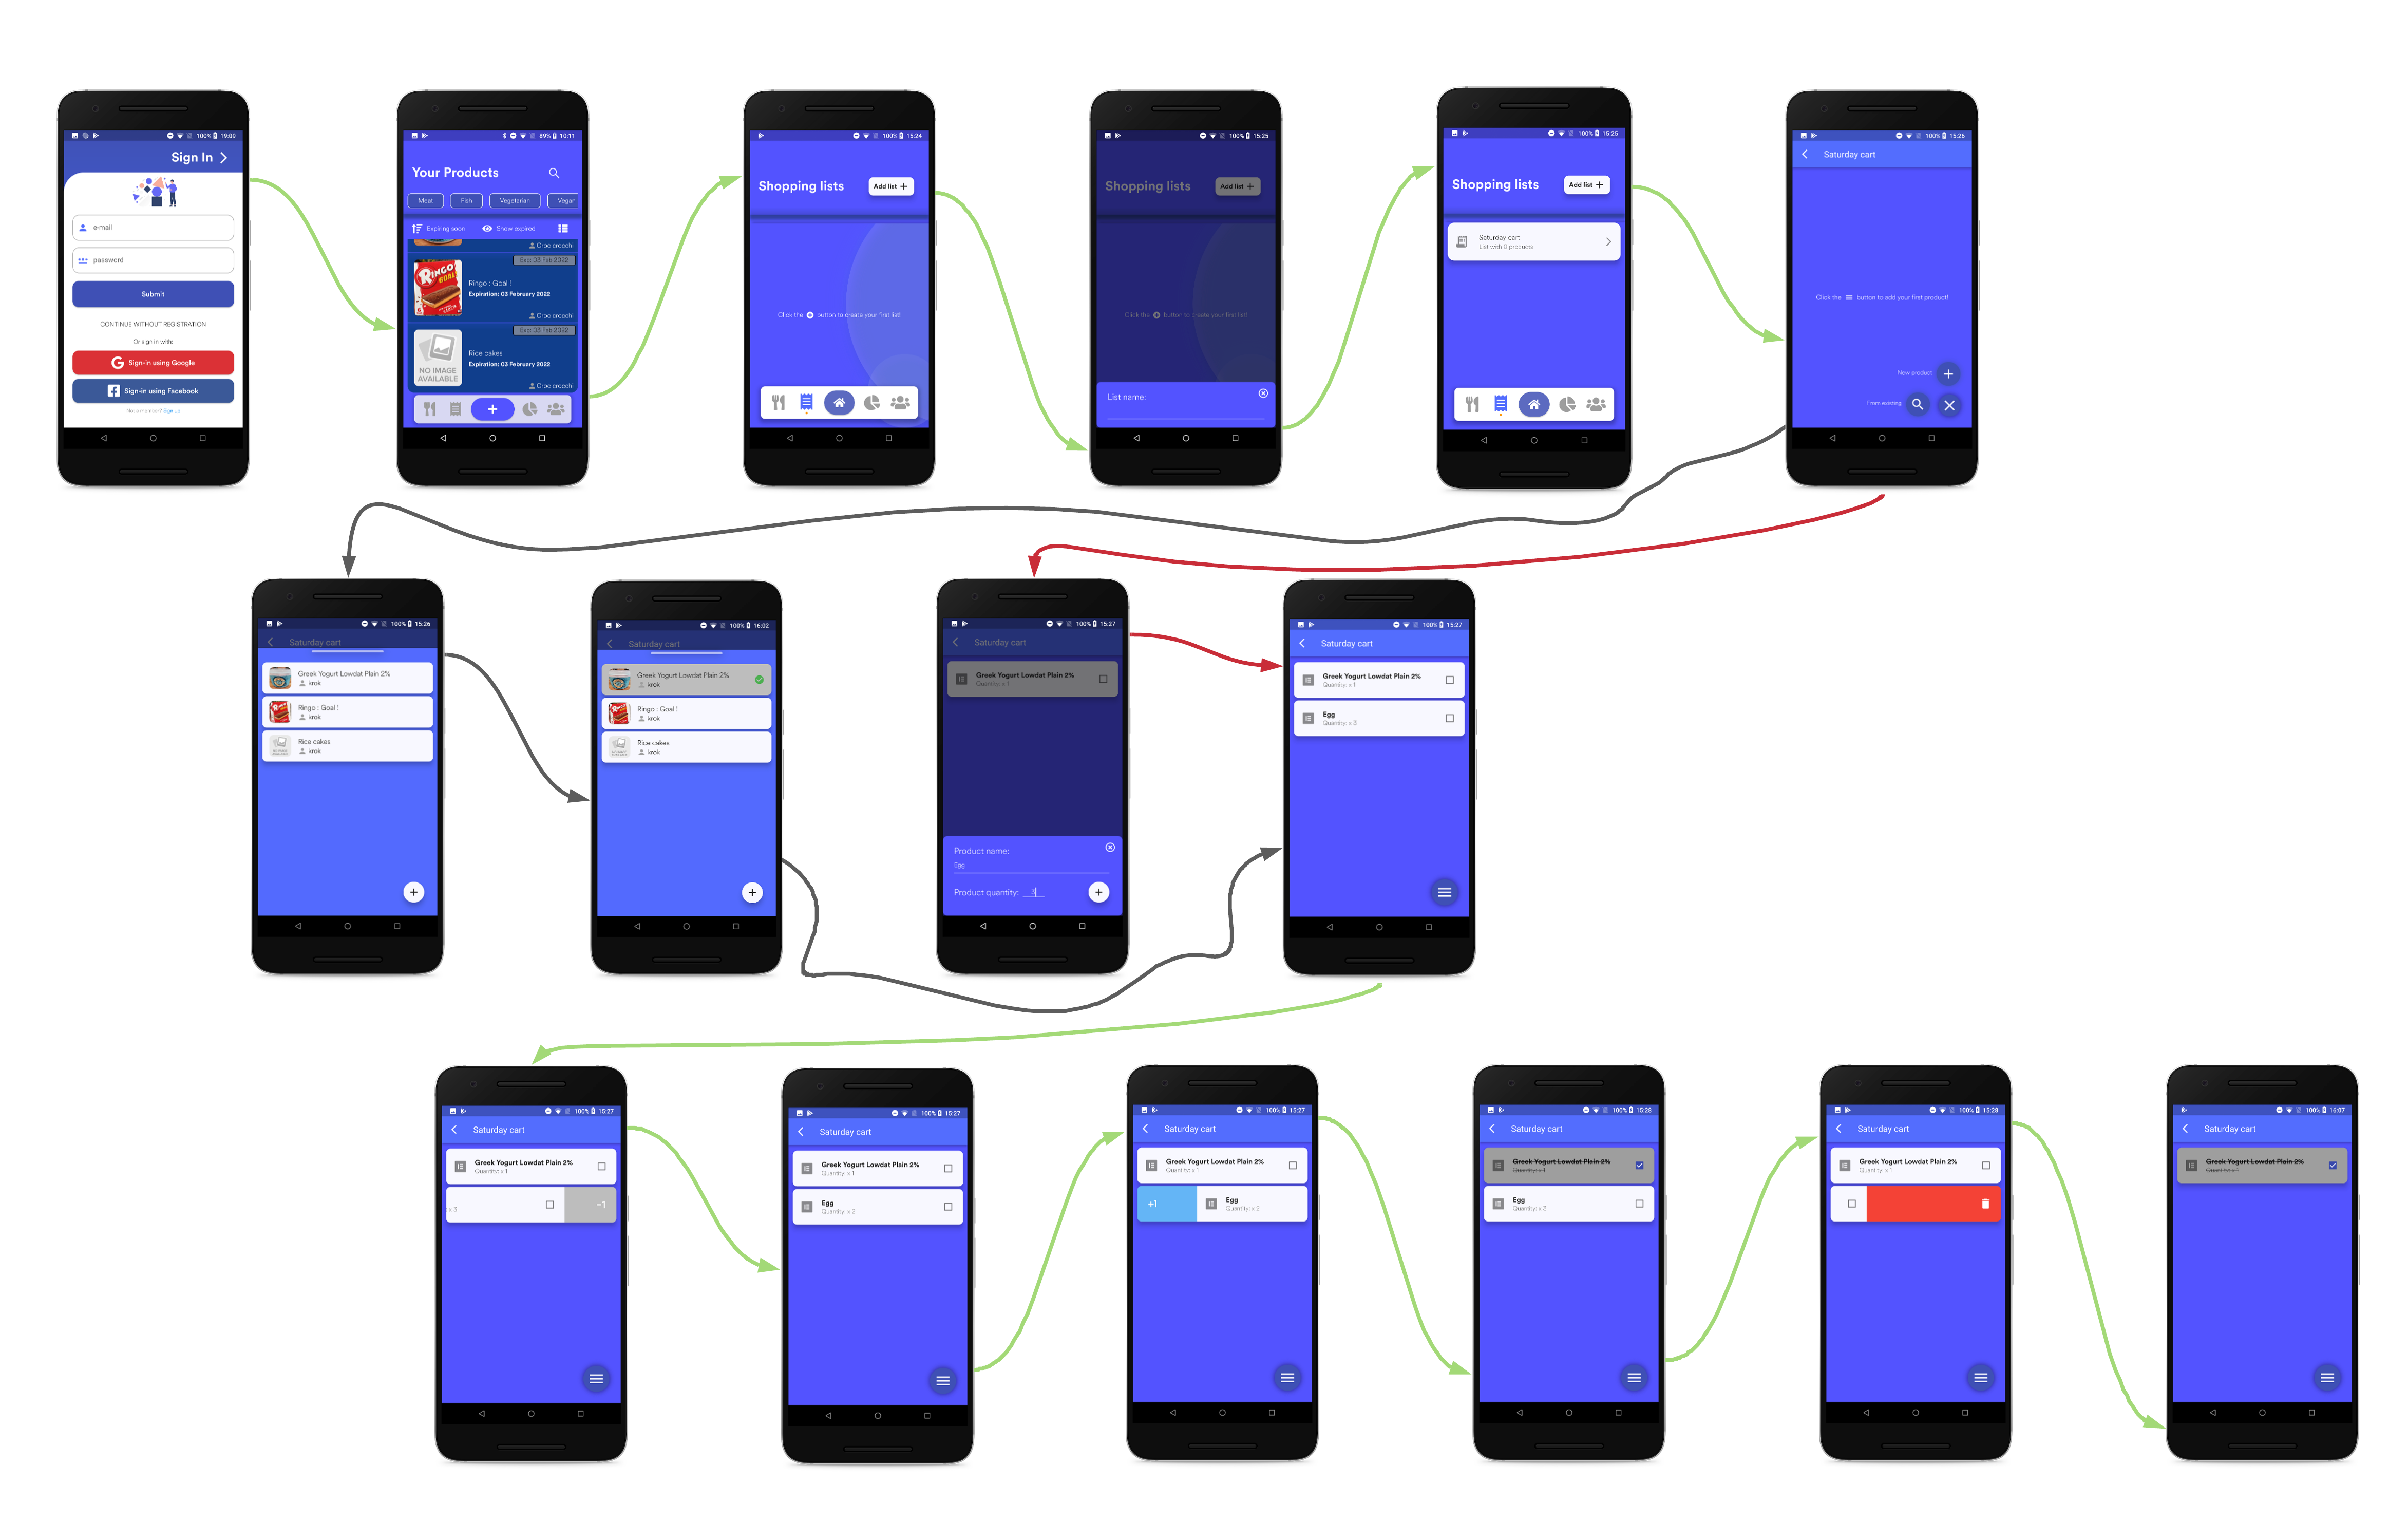 100% 19:09
Sign In
e-mail
password
Submit
CONTINUE WITHOUT REGISTRATION
Or sign in with:
Sign-in using Google
Sign-in using Facebook
Not a member? Sign up
89% 10:11
Your Products
Meat Fish Vegetarian Vegan
Expiring soon Show expired
Croc crocchi
Exp: 03 Feb 2022
RINGO
GOAL!
Ringo : Goal !
Expiration: 03 February 2022
Croc crocchi
Exp: 03 Feb 2022
Rice cakes
Expiration: 03 February 2022
NO IMAGE
AVAILABLE
Croc crocchi
100% 15:24
Shopping lists Add list +
Click the button to create your first list!
100% 15:25
Shopping lists Add list +
Click the button to create your first list!
List name:
100% 15:25
Shopping lists Add list +
Saturday cart
List with 0 products
100% 15:26
Saturday cart
Click the button to add your first product!
New product
From existing
100% 15:26
Saturday cart
Greek Yogurt Lowdat Plain 2%
krok
Ringo : Goal !
krok
Rice cakes
krok
100% 16:02
Saturday cart
Greek Yogurt Lowdat Plain 2%
krok
Ringo : Goal !
krok
Rice cakes
krok
100% 15:27
Saturday cart
Greek Yogurt Lowdat Plain 2%
Quantity: x 1
Product name:
Egg
Product quantity: 3
100% 15:27
Saturday cart
Greek Yogurt Lowdat Plain 2%
Quantity: x 1
Egg
Quantity: x 3
100% 15:27
Saturday cart
Greek Yogurt Lowdat Plain 2%
Quantity: x 1
x 3 -1
100% 15:27
Saturday cart
Greek Yogurt Lowdat Plain 2%
Quantity: x 1
Egg
Quantity: x 2
100% 15:27
Saturday cart
Greek Yogurt Lowdat Plain 2%
Quantity: x 1
+1 Egg
Quantity: x 2
100% 15:28
Saturday cart
Greek Yogurt Lowdat Plain 2%
Quantity: x 1
Egg
Quantity: x 3
100% 15:28
Saturday cart
Greek Yogurt Lowdat Plain 2%
Quantity: x 1
100% 16:07
Saturday cart
Greek Yogurt Lowdat Plain 2%
Quantity: x 1